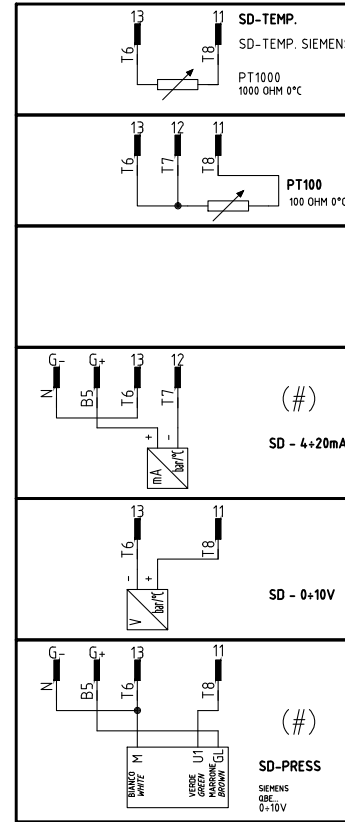 13 11 SD-TEMP.
SD-TEMP. SIEMENS
T6 T8
PT1000
1000 OHM 0°C
13 12 11
T6 T7 T8
PT100
100 OHM 0°C
G- G+ 13 12
N B5 T6 T7
(#)
+ -
mA bar/°C
SD - 4÷20mA
13 11
T6 T8
- +
V bar/°C
SD - 0÷10V
G- G+ 13 11
N B5 T6 T8
(#)
M U1 GL
BIANCO VERDE MARRONE
WHITE GREEN BROWN
SD-PRESS
SIEMENS
QBE...
0÷10V